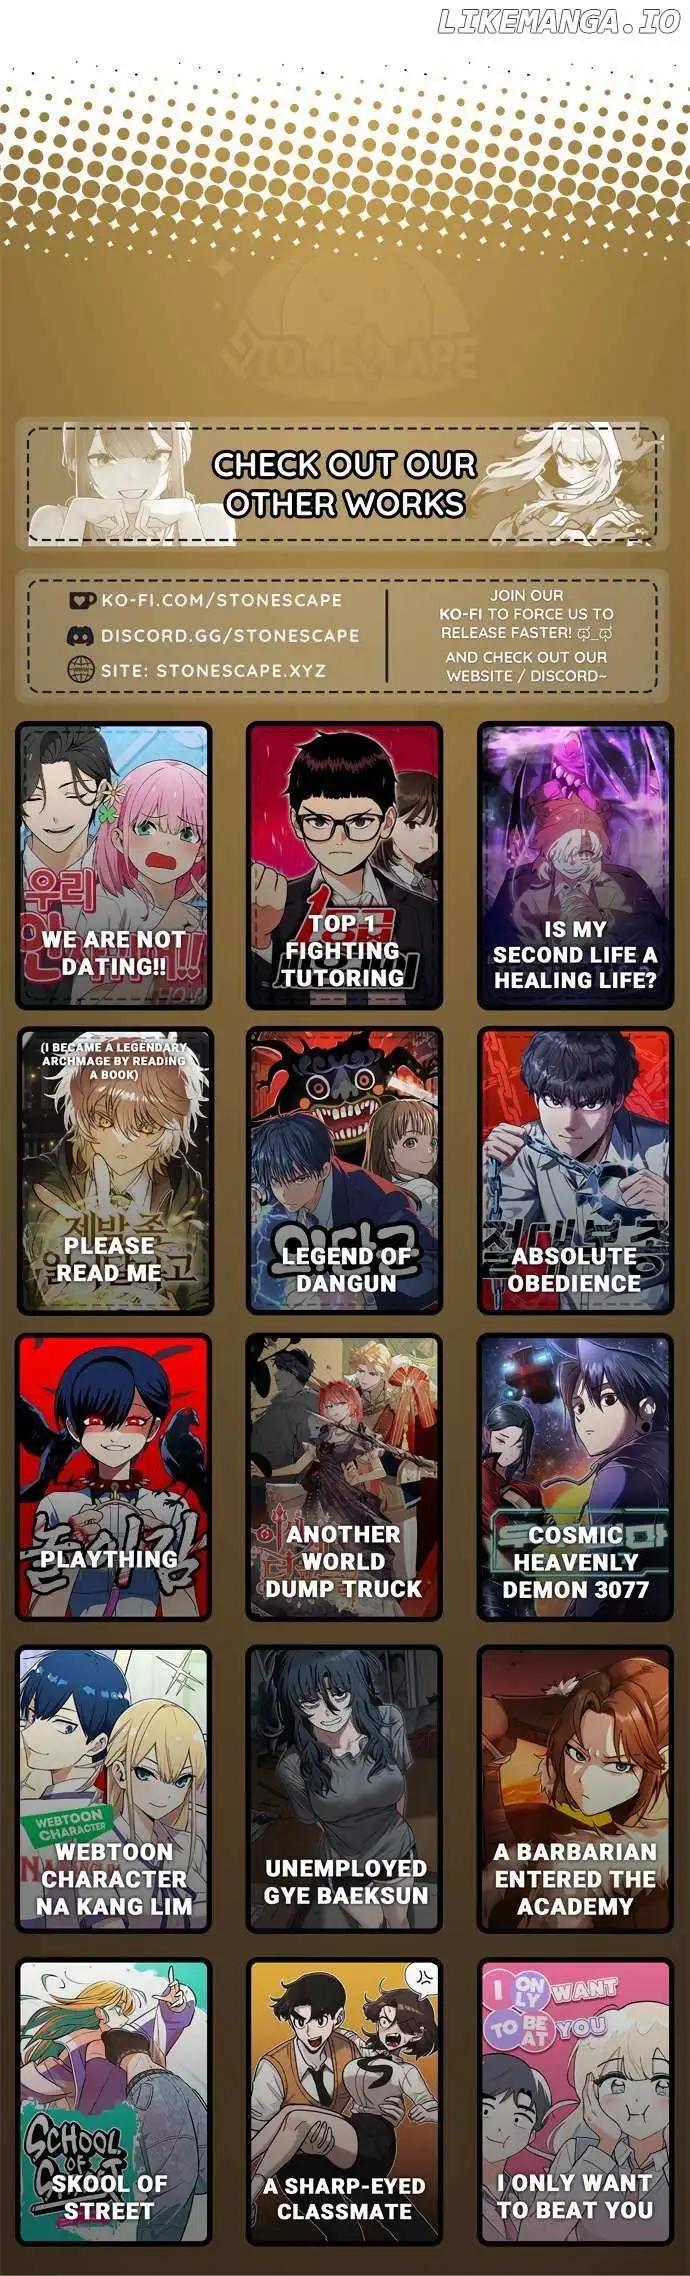 LIKEMANGA.IO
STONESCAPE
CHECK OUT OUR
OTHER WORKS
KO-FI.COM/STONESCAPE
DISCORD.GG/STONESCAPE
SITE: STONESCAPE.XYZ
JOIN OUR
KO-FI TO FORCE US TO
RELEASE FASTER! ಠ_ಠ
AND CHECK OUT OUR
WEBSITE / DISCORD~
우리
WE ARE NOT
DATING!!
TOP 1
FIGHTING
TUTORING
IS MY
SECOND LIFE A
HEALING LIFE?
(I BECAME A LEGENDARY
ARCHMAGE BY READING
A BOOK)
PLEASE
READ ME
LEGEND OF
DANGUN
ABSOLUTE
OBEDIENCE
PLAYTHING
ANOTHER
WORLD
DUMP TRUCK
COSMIC
HEAVENLY
DEMON 3077
WEBTOON
CHARACTER
WEBTOON
CHARACTER
NA KANG LIM
UNEMPLOYED
GYE BAEKSUN
A BARBARIAN
ENTERED THE
ACADEMY
SCHOOL
OF
SKOOL OF
STREET
A SHARP-EYED
CLASSMATE
I ONLY WANT
TO BEAT YOU
I ONLY WANT
TO BEAT YOU